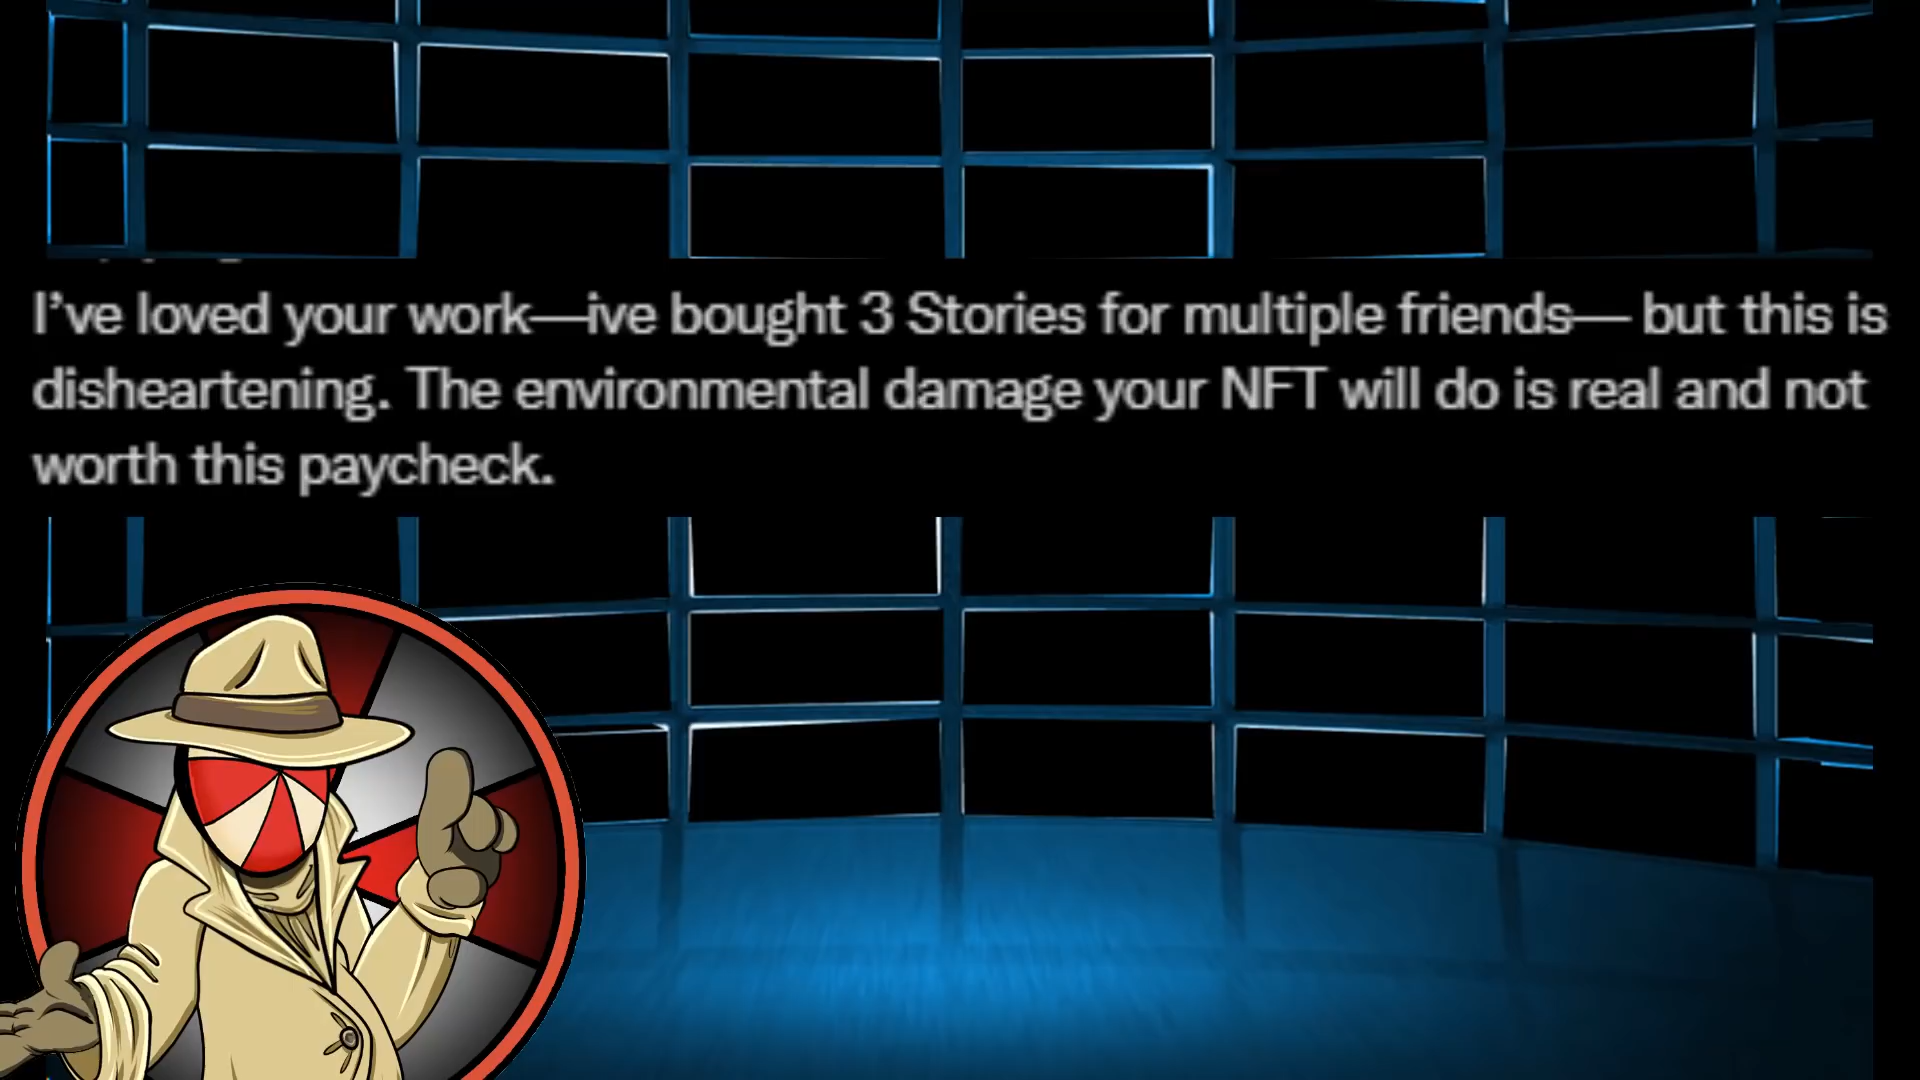 I’ve loved your work—ive bought 3 Stories for multiple friends— but this is
disheartening. The environmental damage your NFT will do is real and not
worth this paycheck.